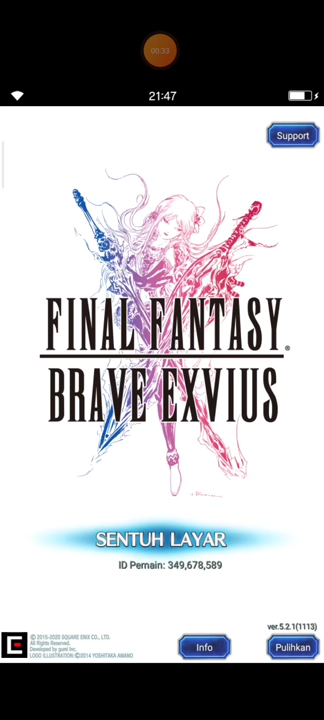 00:33
21:47
Support
FINAL FANTASY®
BRAVE EXVIUS
SENTUH LAYAR
ID Pemain: 349,678,589
ver.5.2.1(1113)
© 2015-2020 SQUARE ENIX CO., LTD.
All Rights Reserved.
Developed by gumi Inc.
LOGO ILLUSTRATION:©2014 YOSHITAKA AMANO
Info
Pulihkan